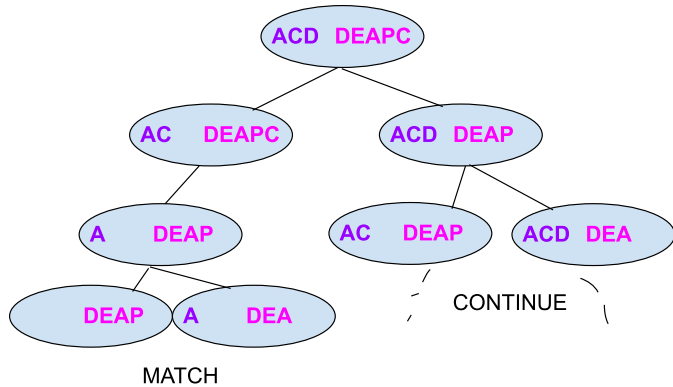 ACD DEAPC
AC DEAPC
ACD DEAP
A DEAP
AC DEAP
ACD DEA
DEAP
A DEA
CONTINUE
MATCH